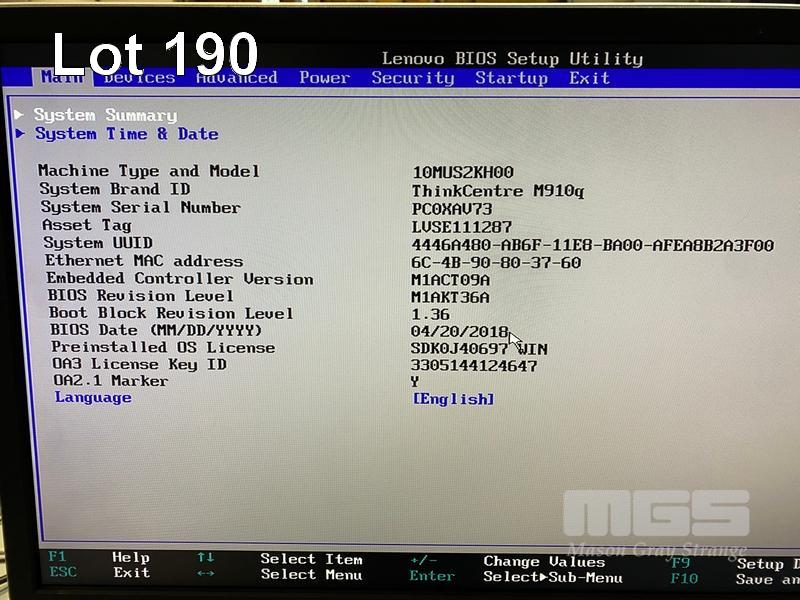 Lot 190
Lenovo BIOS Setup Utility
Main Devices Advanced Power Security Startup Exit
System Summary
System Time & Date
Machine Type and Model 10MUS2KH00
System Brand ID ThinkCentre M910q
System Serial Number PC0XAV73
Asset Tag LVSE111287
System UUID 4446A480-AB6F-11E8-BA00-AFEA8B2A3F00
Ethernet MAC address 6C-4B-90-80-37-60
Embedded Controller Version M1ACT09A
BIOS Revision Level M1AKT36A
Boot Block Revision Level 1.36
BIOS Date (MM/DD/YYYY) 04/20/2018
Preinstalled OS License SDK0J40697 WIN
OA3 License Key ID 3305144124647
OA2.1 Marker Y
Language [English]
MGS
Mason Gray Strange
F1 Help ↑↓ Select Item +/- Change Values F9 Setup D
ESC Exit ↔ Select Menu Enter Select▶Sub-Menu F10 Save an